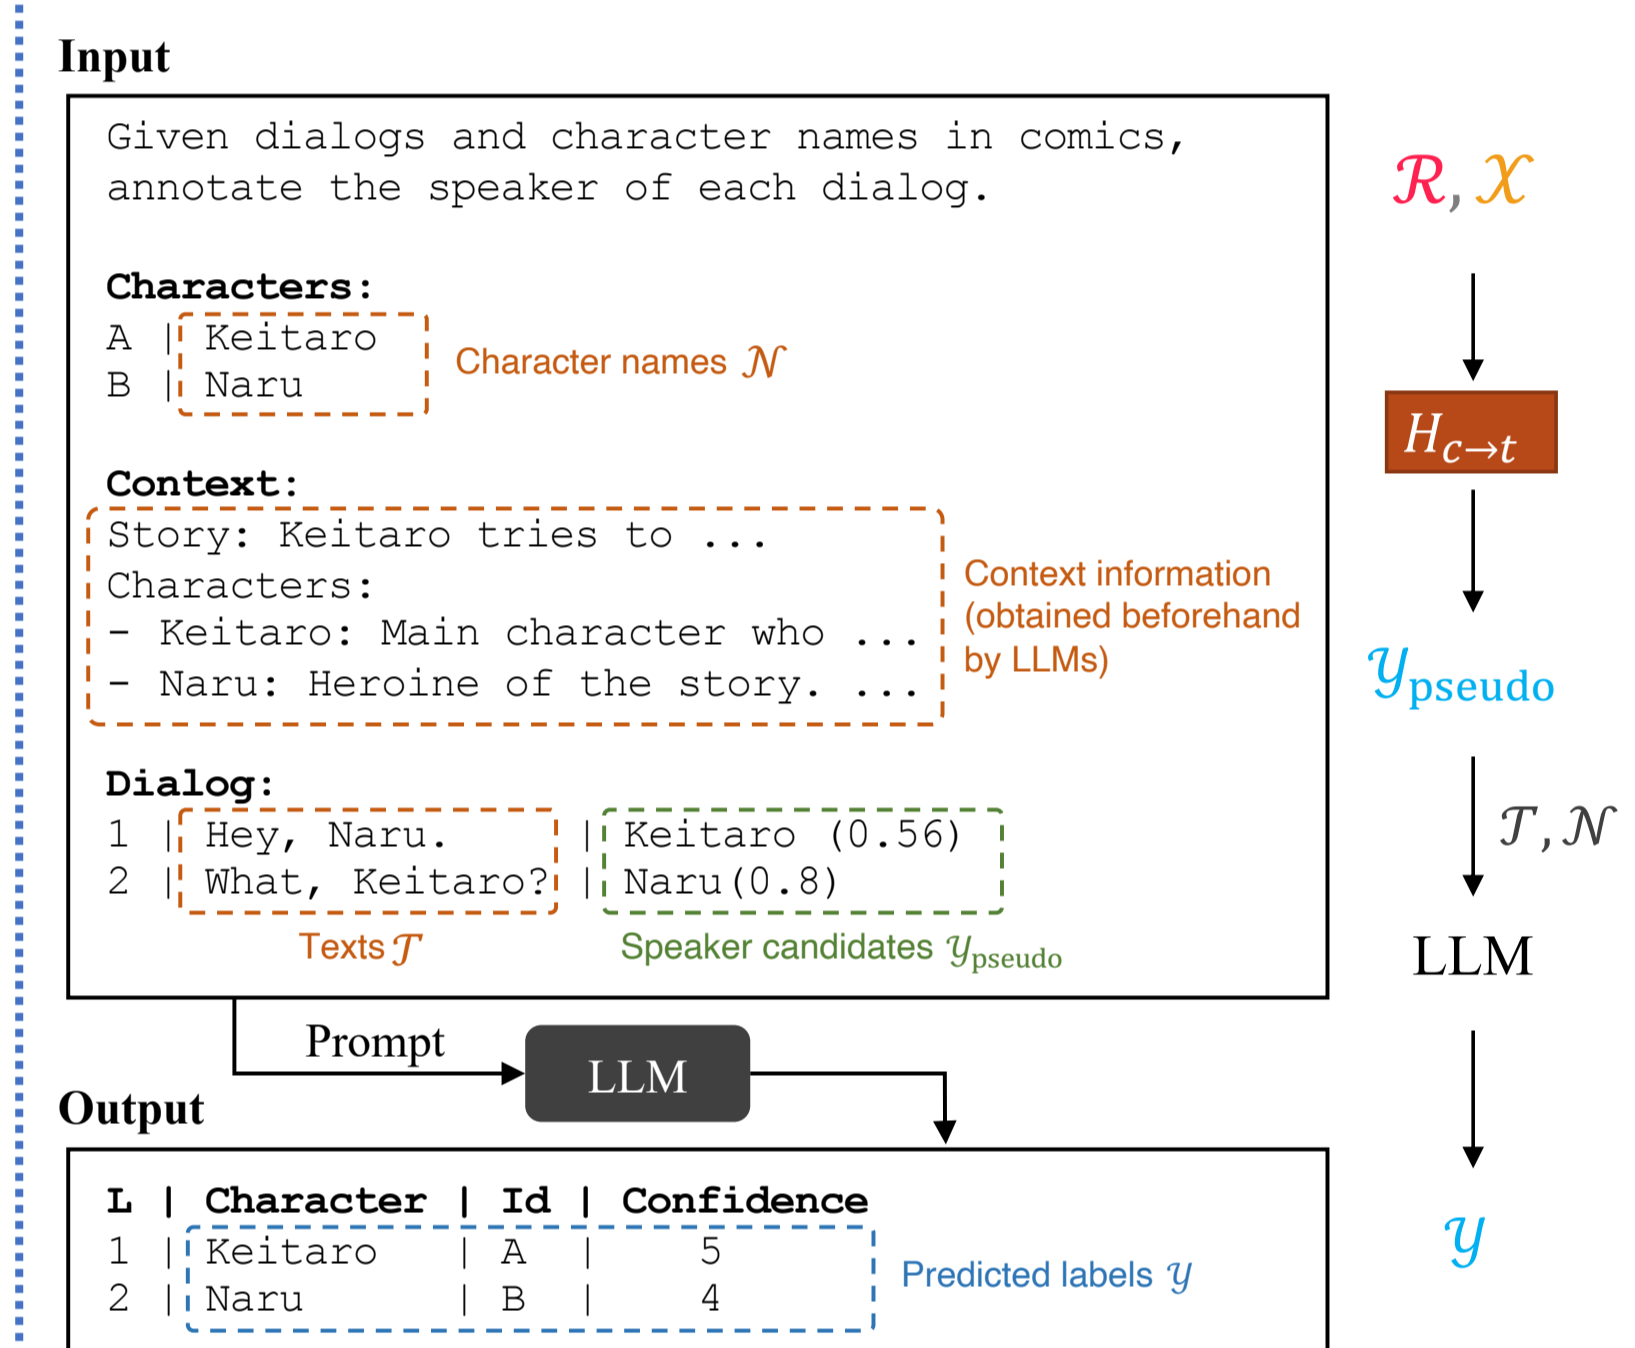 Input
Given dialogs and character names in comics,
annotate the speaker of each dialog.
Characters:
A | Keitaro
B | Naru
Character names 𝒩
Context:
Story: Keitaro tries to ...
Characters:
- Keitaro: Main character who ...
- Naru: Heroine of the story. ...
Context information
(obtained beforehand
by LLMs)
Dialog:
1 | Hey, Naru. | Keitaro (0.56)
2 | What, Keitaro? | Naru(0.8)
Texts 𝒯
Speaker candidates 𝒴pseudo
Prompt
LLM
Output
L | Character | Id | Confidence
1 | Keitaro | A | 5
2 | Naru | B | 4
Predicted labels 𝒴
ℛ, 𝒳
H c→t
𝒴pseudo
𝒯, 𝒩
LLM
𝒴